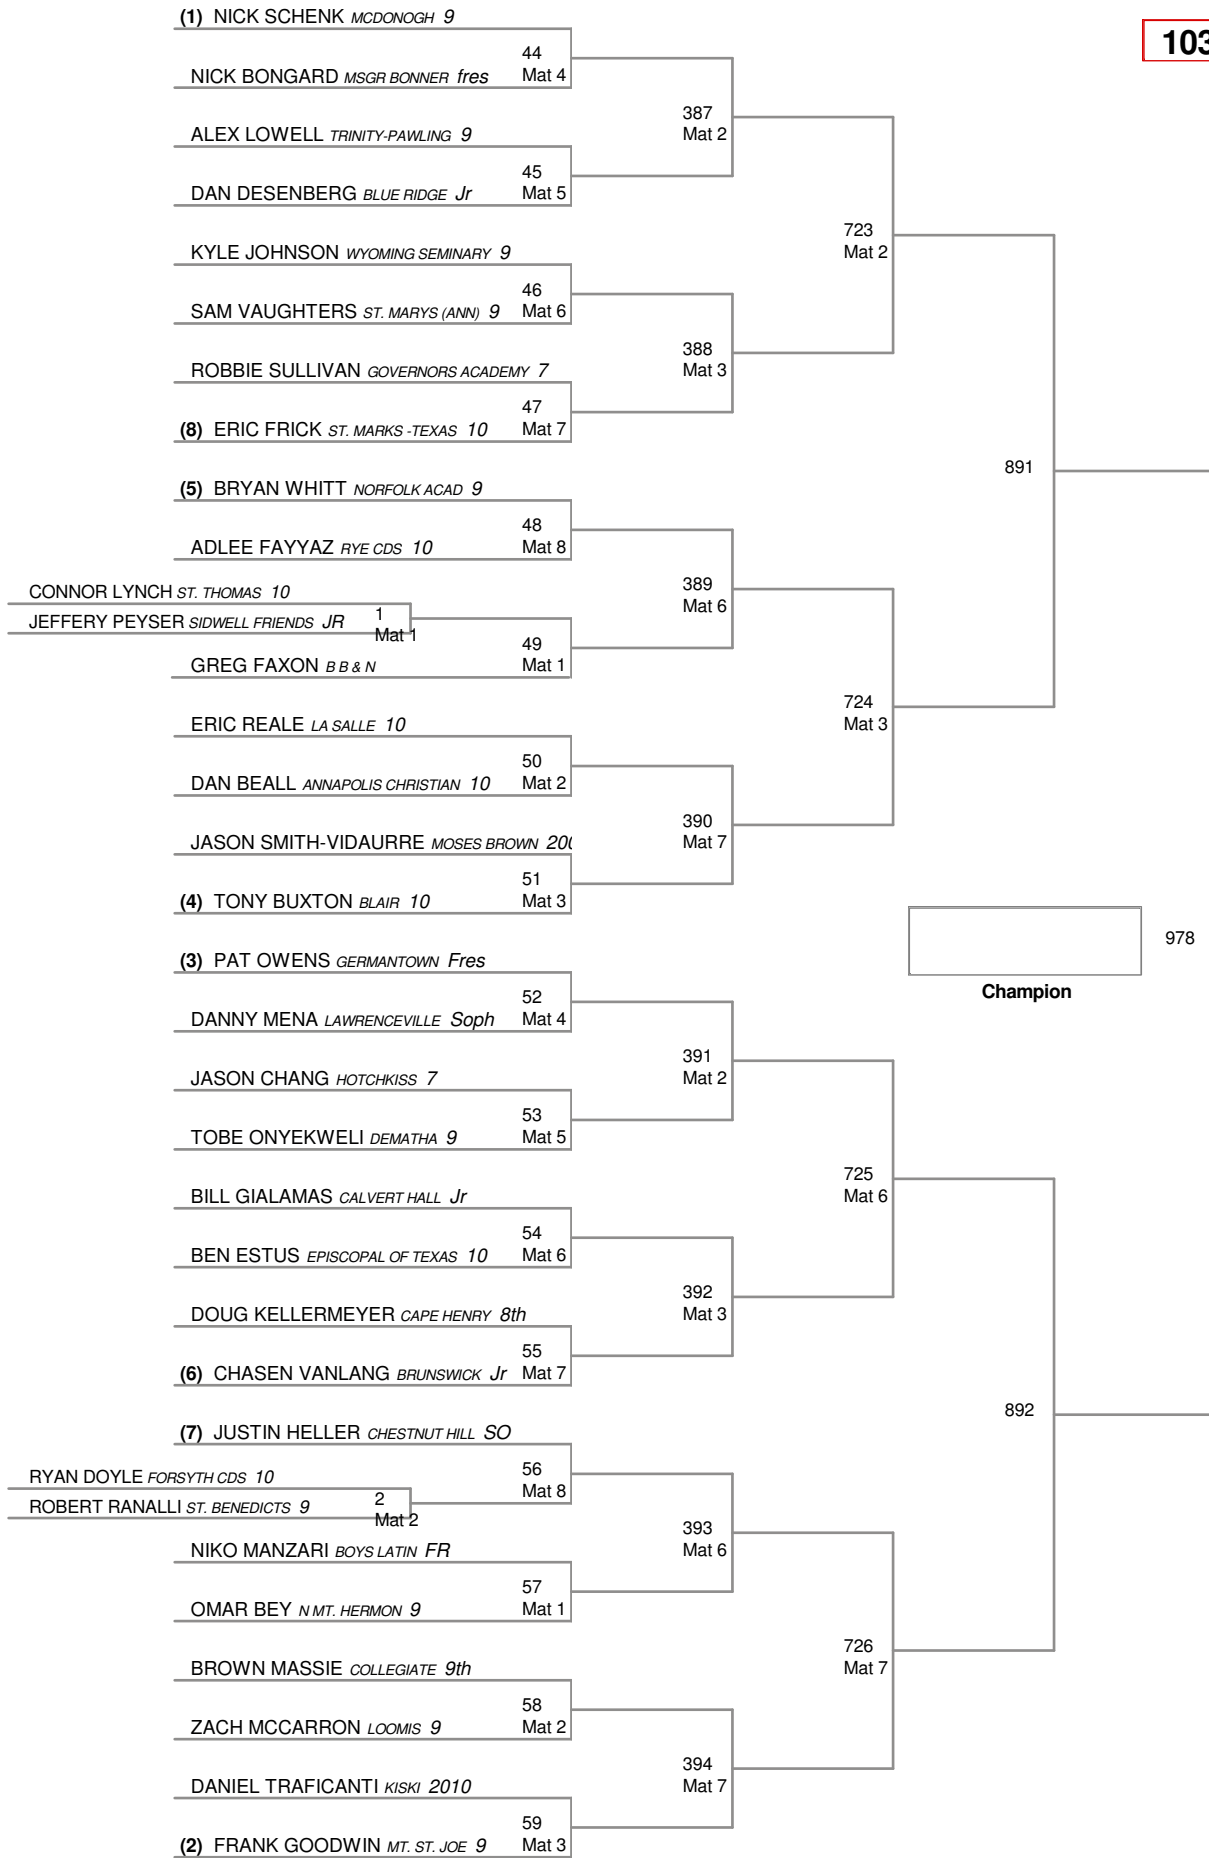 (1) NICK SCHENK MCDONOGH 9
103
44
NICK BONGARD MSGR BONNER fres Mat 4
387
ALEX LOWELL TRINITY-PAWLING 9 Mat 2
45
DAN DESENBERG BLUE RIDGE Jr Mat 5
723
KYLE JOHNSON WYOMING SEMINARY 9 Mat 2
46
SAM VAUGHTERS ST. MARYS (ANN) 9 Mat 6
388
ROBBIE SULLIVAN GOVERNORS ACADEMY 7 Mat 3
47
(8) ERIC FRICK ST. MARKS -TEXAS 10 Mat 7
891
(5) BRYAN WHITT NORFOLK ACAD 9
48
ADLEE FAYYAZ RYE CDS 10 Mat 8
389
CONNOR LYNCH ST. THOMAS 10 Mat 6
JEFFERY PEYSER SIDWELL FRIENDS JR 1
Mat 1
49
GREG FAXON B B & N Mat 1
724
ERIC REALE LA SALLE 10 Mat 3
50
DAN BEALL ANNAPOLIS CHRISTIAN 10 Mat 2
390
JASON SMITH-VIDAURRE MOSES BROWN 200 Mat 7
51
(4) TONY BUXTON BLAIR 10 Mat 3
978
(3) PAT OWENS GERMANTOWN Fres
Champion
52
DANNY MENA LAWRENCEVILLE Soph Mat 4
391
JASON CHANG HOTCHKISS 7 Mat 2
53
TOBE ONYEKWELI DEMATHA 9 Mat 5
725
BILL GIALAMAS CALVERT HALL Jr Mat 6
54
BEN ESTUS EPISCOPAL OF TEXAS 10 Mat 6
392
DOUG KELLERMEYER CAPE HENRY 8th Mat 3
55
(6) CHASEN VANLANG BRUNSWICK Jr Mat 7
892
(7) JUSTIN HELLER CHESTNUT HILL SO
56
RYAN DOYLE FORSYTH CDS 10 Mat 8
ROBERT RANALLI ST. BENEDICTS 9 2
Mat 2
393
NIKO MANZARI BOYS LATIN FR Mat 6
57
OMAR BEY N MT. HERMON 9 Mat 1
726
BROWN MASSIE COLLEGIATE 9th Mat 7
58
ZACH MCCARRON LOOMIS 9 Mat 2
394
DANIEL TRAFICANTI KISKI 2010 Mat 7
59
(2) FRANK GOODWIN MT. ST. JOE 9 Mat 3